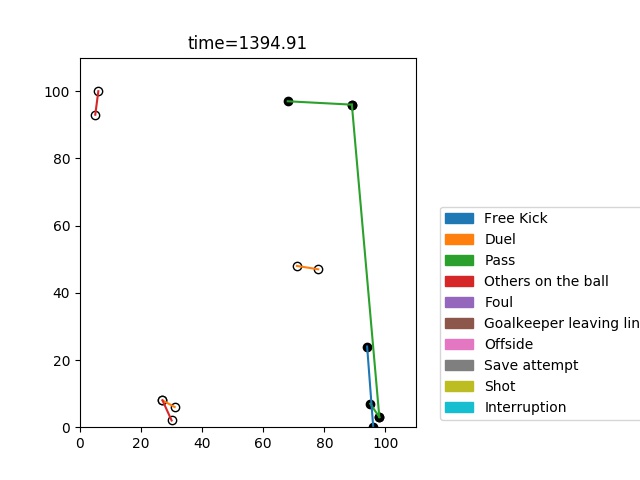 time=1394.91
100
80
60
40
20
0
0 20 40 60 80 100
Free Kick
Duel
Pass
Others on the ball
Foul
Goalkeeper leaving lin
Offside
Save attempt
Shot
Interruption